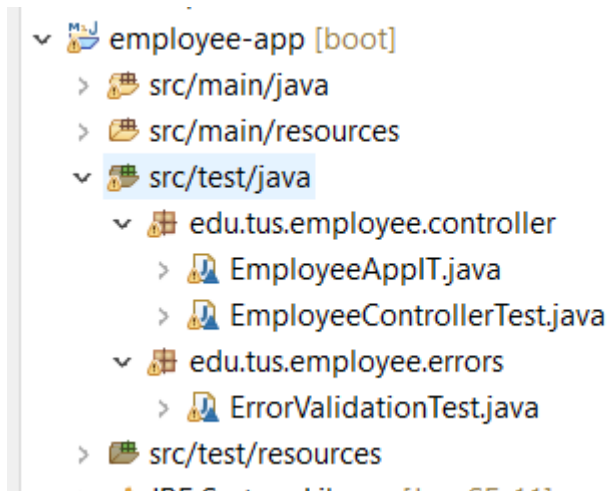 employee-app [boot]
src/main/java
src/main/resources
src/test/java
edu.tus.employee.controller
EmployeeAppIT.java
EmployeeControllerTest.java
edu.tus.employee.errors
ErrorValidationTest.java
src/test/resources